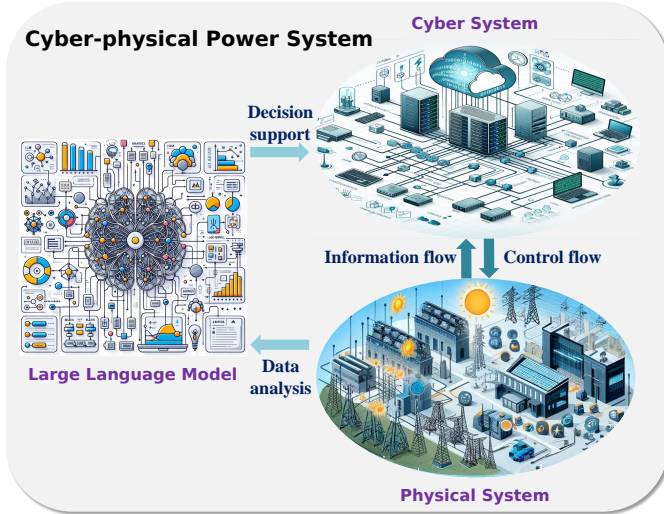 Cyber-physical Power System
Cyber System
Decision
support
Information flow
Control flow
Large Language Model
Data
analysis
Physical System